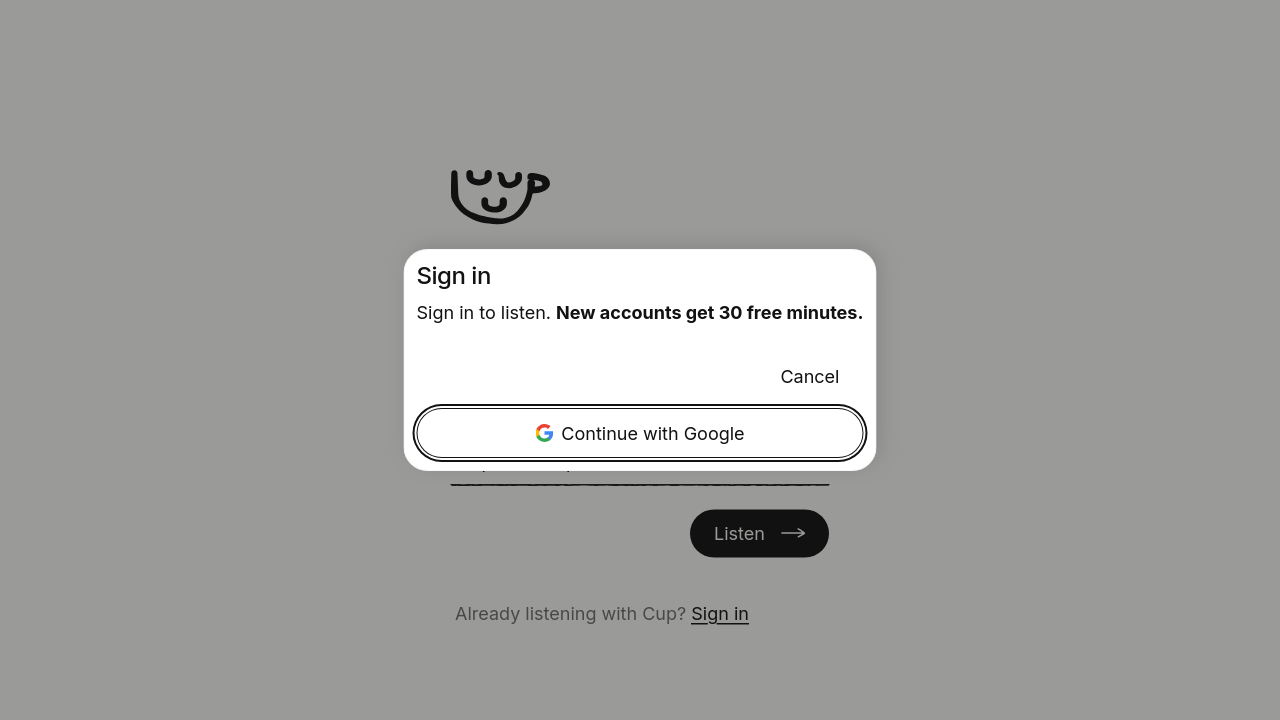 Sign in
Sign in to listen. New accounts get 30 free minutes.
Cancel
Continue with Google
Listen
Already listening with Cup? Sign in